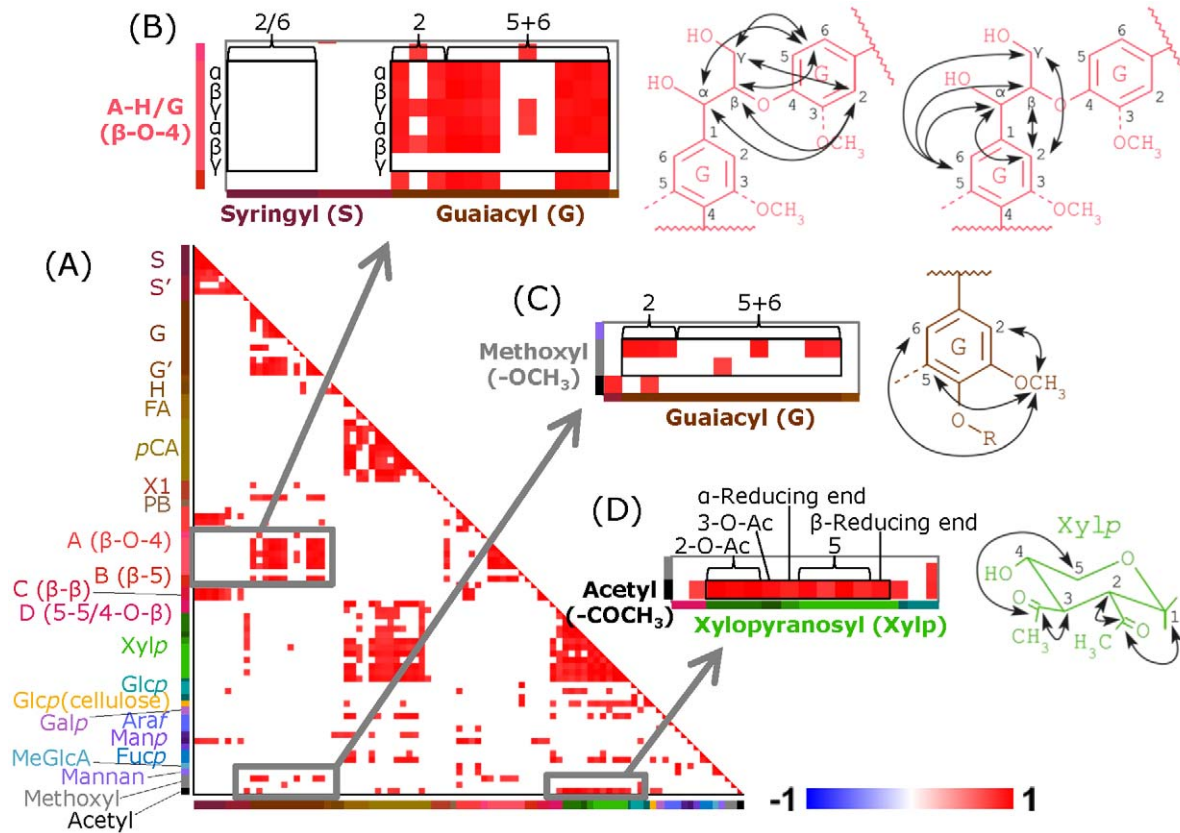 (B)
2/6
2
5+6
A-H/G
(β-O-4)
α
β
γ
α
β
γ
α
β
γ
α
β
γ
Syringyl (S)
Guaiacyl (G)
HO
γ
5
6
G
HO
α
β
O
4
3
2
1
OCH3
6
2
G
5
3
4
OCH3
HO
γ
5
6
G
HO
α
β
O
4
3
2
1
OCH3
6
2
G
5
3
4
OCH3
(A)
S
S′
G
G′
H
FA
pCA
X1
PB
A (β-O-4)
B (β-5)
C (β-β)
D (5-5/4-O-β)
Xylp
Glcp
Glcp(cellulose)
Galp
Araf
Manp
MeGlcA
Fucp
Mannan
Methoxyl
Acetyl
(C)
2
5+6
Methoxyl
(-OCH3)
Guaiacyl (G)
6
2
G
5
OCH3
O
R
(D)
α-Reducing end
3-O-Ac
β-Reducing end
2-O-Ac
5
Acetyl
(-COCH3)
Xylopyranosyl (Xylp)
Xylp
4
5
O
HO
2
O
3
O
1
CH3
H3C
-1
1